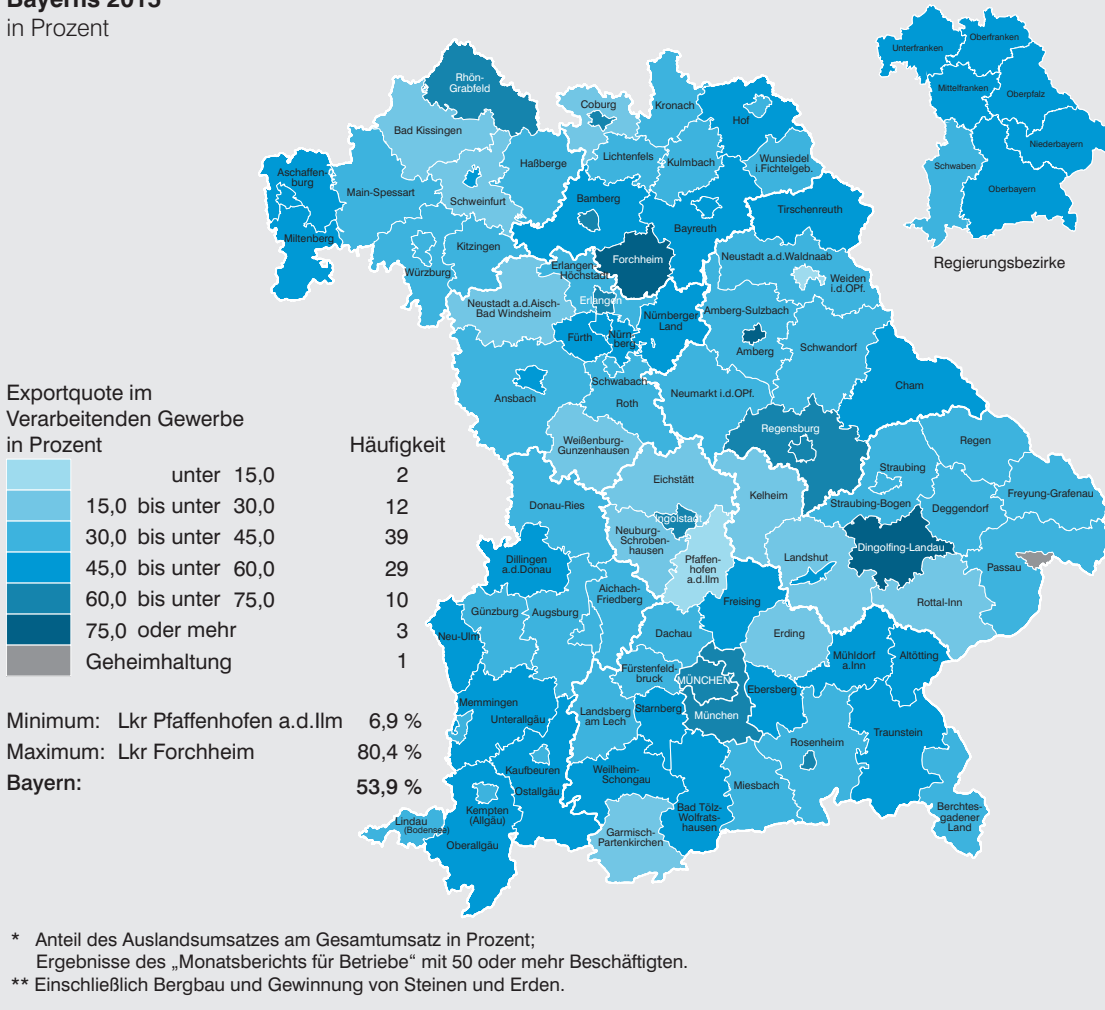 Bayerns 2015
in Prozent
Unterfranken
Oberfranken
Mittelfranken
Oberpfalz
Niederbayern
Schwaben
Oberbayern
Regierungsbezirke
Rhön-
Grabfeld
Bad Kissingen
Coburg
Kronach
Hof
Lichtenfels
Kulmbach
Wunsiedel
i.Fichtelgeb.
Haßberge
Aschaffen-
burg
Main-Spessart
Schweinfurt
Bamberg
Bayreuth
Tirschenreuth
Miltenberg
Kitzingen
Würzburg
Erlangen-
Höchstadt
Forchheim
Neustadt a.d.Waldnaab
Weiden
i.d.OPf.
Neustadt a.d.Aisch-
Bad Windsheim
Erlangen
Fürth
Nürn-
berg
Nürnberger
Land
Amberg-Sulzbach
Amberg
Schwandorf
Cham
Ansbach
Schwabach
Roth
Neumarkt i.d.OPf.
Regensburg
Weißenburg-
Gunzenhausen
Eichstätt
Kelheim
Straubing
Regen
Straubing-Bogen
Deggendorf
Freyung-Grafenau
Donau-Ries
Ingolstadt
Neuburg-
Schroben-
hausen
Pfaffen-
hofen
a.d.Ilm
Landshut
Dingolfing-Landau
Passau
Rottal-Inn
Dillingen
a.d.Donau
Aichach-
Friedberg
Freising
Günzburg
Augsburg
Neu-Ulm
Dachau
Erding
Mühldorf
a.Inn
Altötting
Fürstenfeld-
bruck
MÜNCHEN
Ebersberg
München
Memmingen
Unterallgäu
Landsberg
am Lech
Starnberg
Rosenheim
Traunstein
Kaufbeuren
Ostallgäu
Weilheim-
Schongau
Miesbach
Bad Tölz-
Wolfrats-
hausen
Berchtes-
gadener
Land
Lindau
(Bodensee)
Kempten
(Allgäu)
Oberallgäu
Garmisch-
Partenkirchen
Exportquote im
Verarbeitenden Gewerbe
in Prozent Häufigkeit
unter 15,0 2
15,0 bis unter 30,0 12
30,0 bis unter 45,0 39
45,0 bis unter 60,0 29
60,0 bis unter 75,0 10
75,0 oder mehr 3
Geheimhaltung 1
Minimum: Lkr Pfaffenhofen a.d.Ilm 6,9 %
Maximum: Lkr Forchheim 80,4 %
Bayern: 53,9 %
* Anteil des Auslandsumsatzes am Gesamtumsatz in Prozent;
Ergebnisse des „Monatsberichts für Betriebe“ mit 50 oder mehr Beschäftigten.
** Einschließlich Bergbau und Gewinnung von Steinen und Erden.